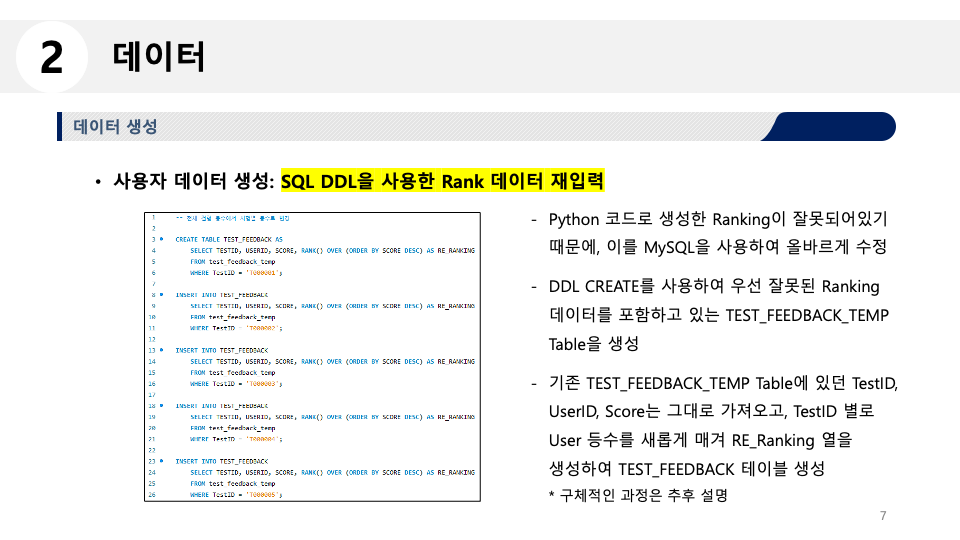 2 데이터
데이터 생성
• 사용자 데이터 생성: SQL DDL을 사용한 Rank 데이터 재입력
1
2
3 CREATE TABLE TEST_FEEDBACK AS
4 SELECT TESTID, USERID, SCORE, RANK() OVER (ORDER BY SCORE DESC) AS RE_RANKING
5 FROM test_feedback_temp
6 WHERE TestID = 'T000001';
7
8 INSERT INTO TEST_FEEDBACK
9 SELECT TESTID, USERID, SCORE, RANK() OVER (ORDER BY SCORE DESC) AS RE_RANKING
10 FROM test_feedback_temp
11 WHERE TestID = 'T000002';
12
13 INSERT INTO TEST_FEEDBACK
14 SELECT TESTID, USERID, SCORE, RANK() OVER (ORDER BY SCORE DESC) AS RE_RANKING
15 FROM test_feedback_temp
16 WHERE TestID = 'T000003';
17
18 INSERT INTO TEST_FEEDBACK
19 SELECT TESTID, USERID, SCORE, RANK() OVER (ORDER BY SCORE DESC) AS RE_RANKING
20 FROM test_feedback_temp
21 WHERE TestID = 'T000004';
22
23 INSERT INTO TEST_FEEDBACK
24 SELECT TESTID, USERID, SCORE, RANK() OVER (ORDER BY SCORE DESC) AS RE_RANKING
25 FROM test_feedback_temp
26 WHERE TestID = 'T000005';
- Python 코드로 생성한 Ranking이 잘못되어있기
때문에, 이를 MySQL을 사용하여 올바르게 수정
- DDL CREATE를 사용하여 우선 잘못된 Ranking
데이터를 포함하고 있는 TEST_FEEDBACK_TEMP
Table을 생성
- 기존 TEST_FEEDBACK_TEMP Table에 있던 TestID,
UserID, Score는 그대로 가져오고, TestID 별로
User 등수를 새롭게 매겨 RE_Ranking 열을
생성하여 TEST_FEEDBACK 테이블 생성
* 구체적인 과정은 추후 설명
7